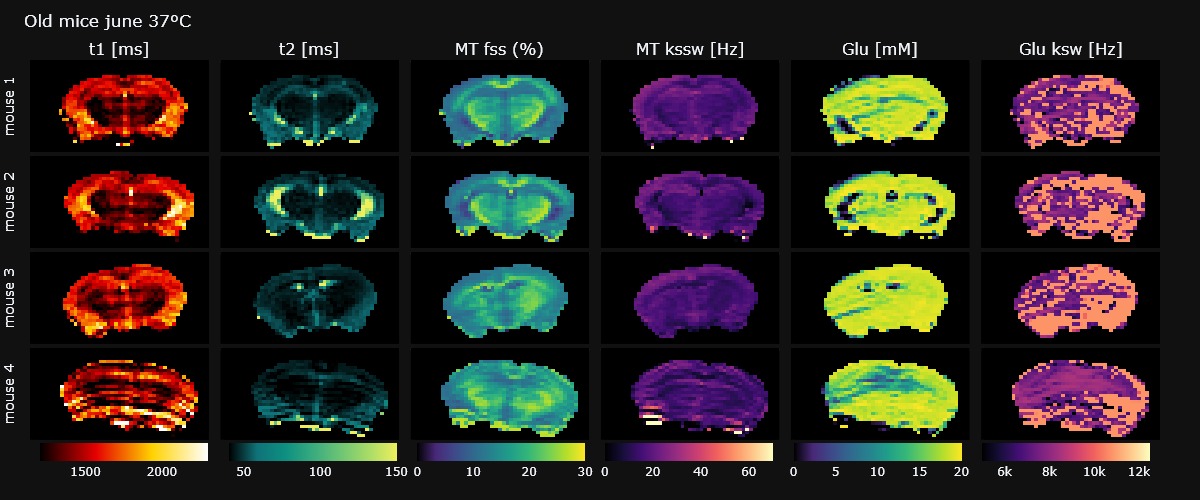 Old mice june 37ºC
t1 [ms] t2 [ms] MT fss (%) MT kssw [Hz] Glu [mM] Glu ksw [Hz]
mouse 1
mouse 2
mouse 3
mouse 4
1500 2000 50 100 150 0 10 20 30 0 20 40 60 0 5 10 15 20 6k 8k 10k 12k